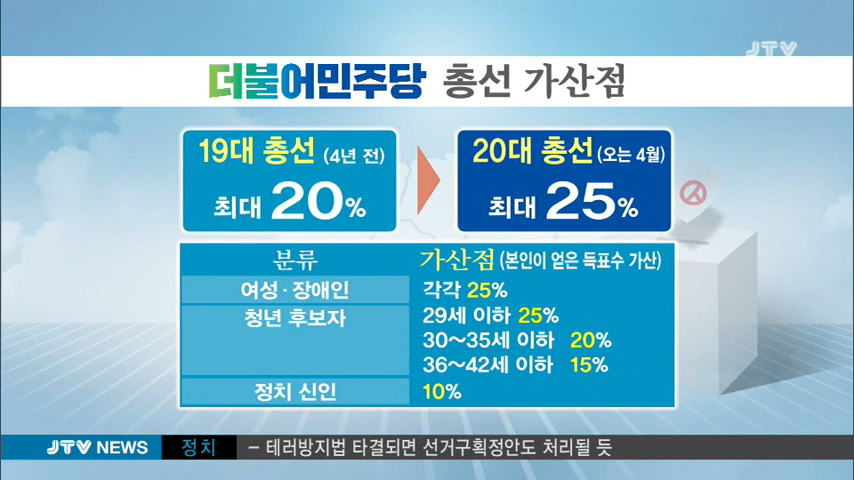 JTV
더불어민주당 총선 가산점
19대 총선 (4년 전)
최대 20%
20대 총선 (오는 4월)
최대 25%
분류 가산점 (본인이 얻은 득표수 가산)
여성·장애인 각각 25%
청년 후보자 29세 이하 25%
30~35세 이하 20%
36~42세 이하 15%
정치 신인 10%
JTV NEWS 정치 - 테러방지법 타결되면 선거구획정안도 처리될 듯